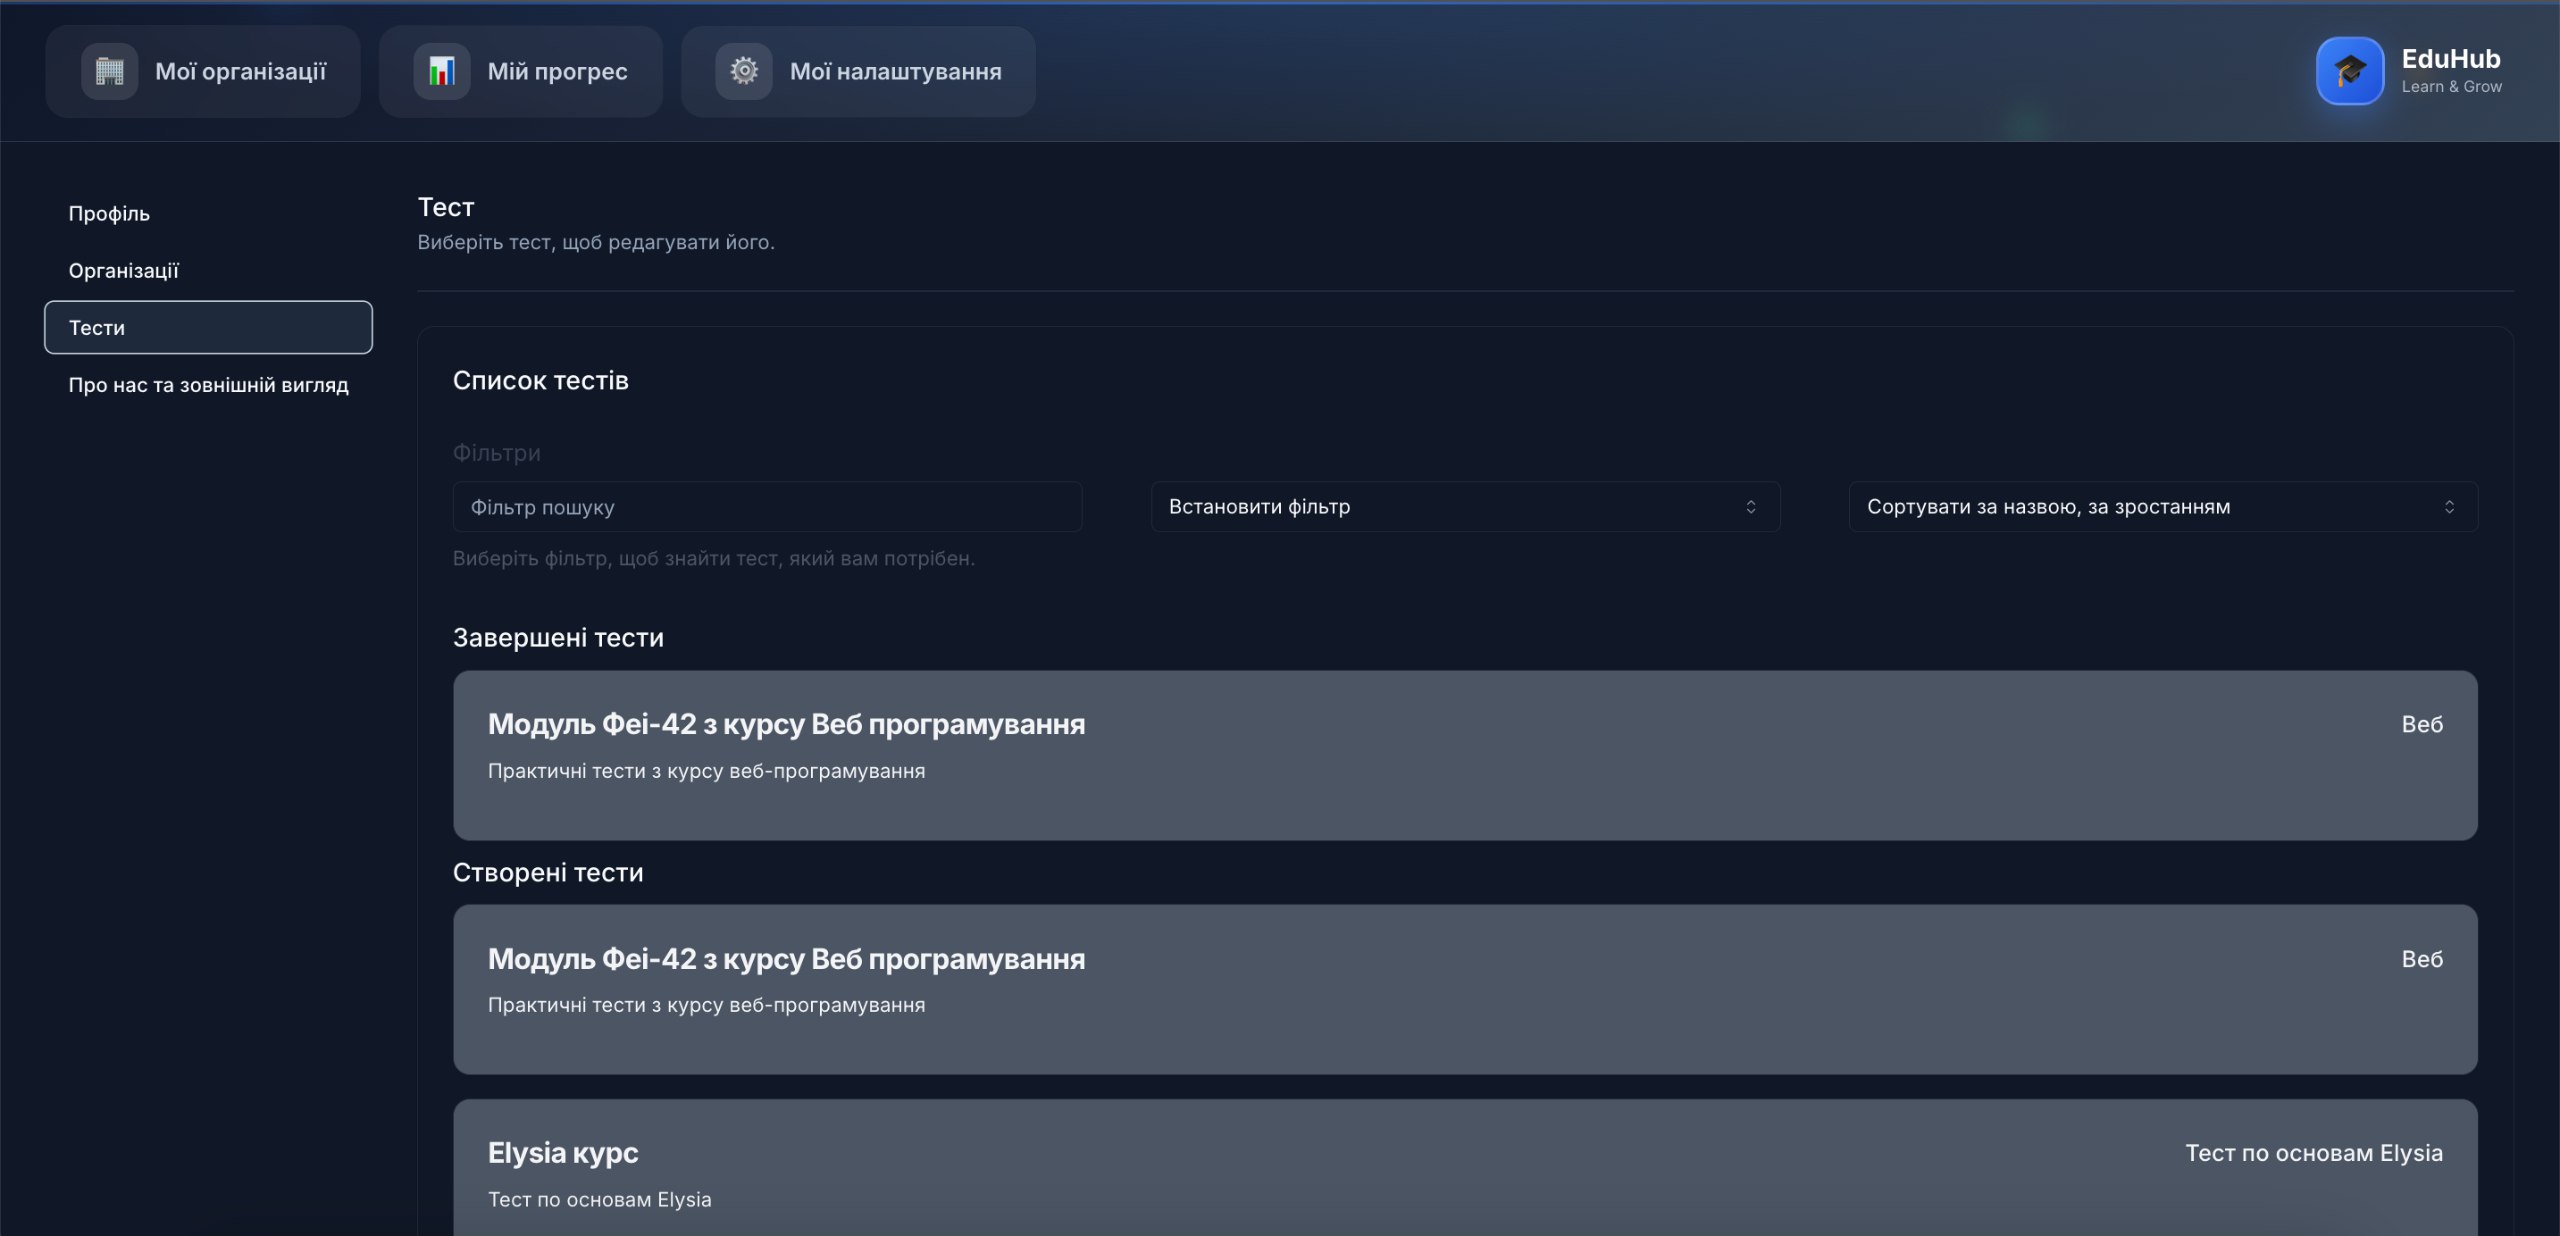 Мої організації
Мій прогрес
Мої налаштування
EduHub
Learn & Grow
Профіль
Організації
Тести
Про нас та зовнішній вигляд
Тест
Виберіть тест, щоб редагувати його.
Список тестів
Фільтри
Фільтр пошуку
Встановити фільтр
Сортувати за назвою, за зростанням
Виберіть фільтр, щоб знайти тест, який вам потрібен.
Завершені тести
Модуль Феі-42 з курсу Веб програмування
Веб
Практичні тести з курсу веб-програмування
Створені тести
Модуль Феі-42 з курсу Веб програмування
Веб
Практичні тести з курсу веб-програмування
Elysia курс
Тест по основам Elysia
Тест по основам Elysia